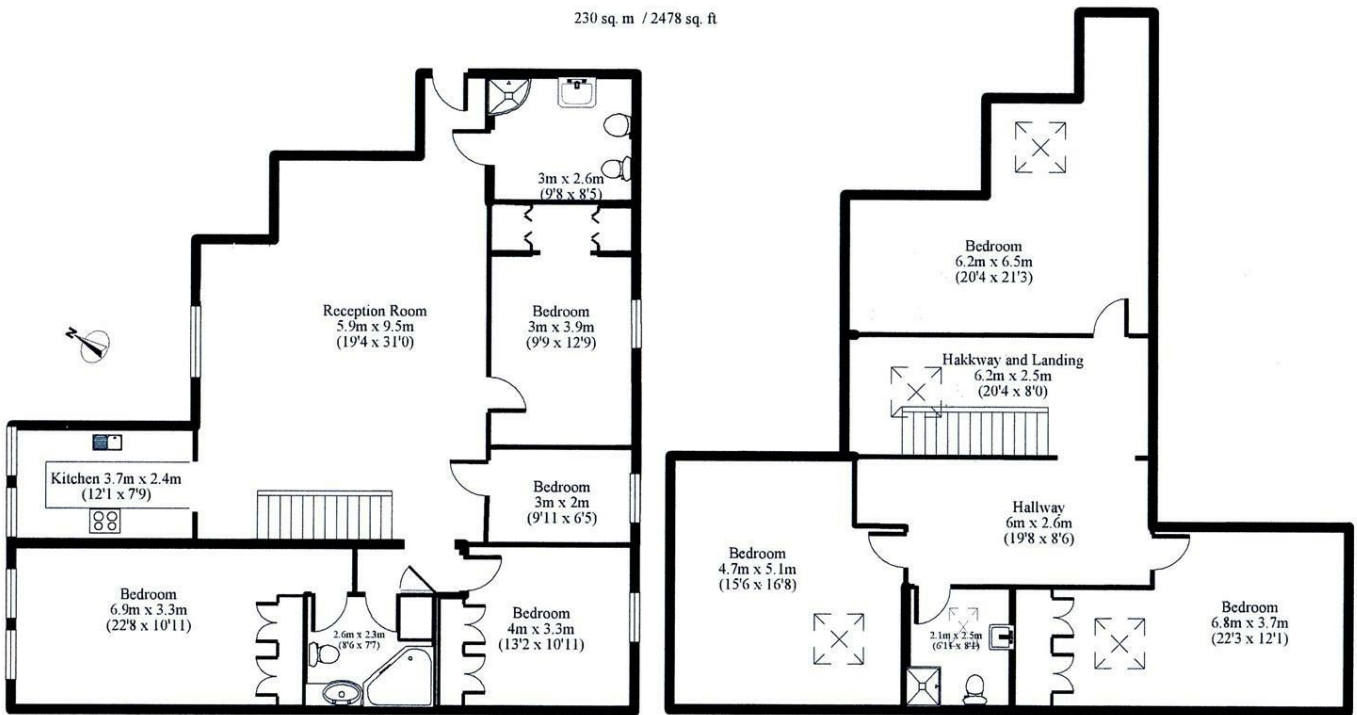 230 sq. m / 2478 sq. ft
3m x 2.6m
(9'8 x 8'5)
Reception Room
5.9m x 9.5m
(19'4 x 31'0)
Bedroom
3m x 3.9m
(9'9 x 12'9)
N
Kitchen 3.7m x 2.4m
(12'1 x 7'9)
Bedroom
3m x 2m
(9'11 x 6'5)
Bedroom
6.9m x 3.3m
(22'8 x 10'11)
2.6m x 2.3m
(8'6 x 7'7)
Bedroom
4m x 3.3m
(13'2 x 10'11)
Bedroom
6.2m x 6.5m
(20'4 x 21'3)
Hakkway and Landing
6.2m x 2.5m
(20'4 x 8'0)
Hallway
6m x 2.6m
(19'8 x 8'6)
Bedroom
4.7m x 5.1m
(15'6 x 16'8)
2.1m x 2.5m
Bedroom
6.8m x 3.7m
(22'3 x 12'1)